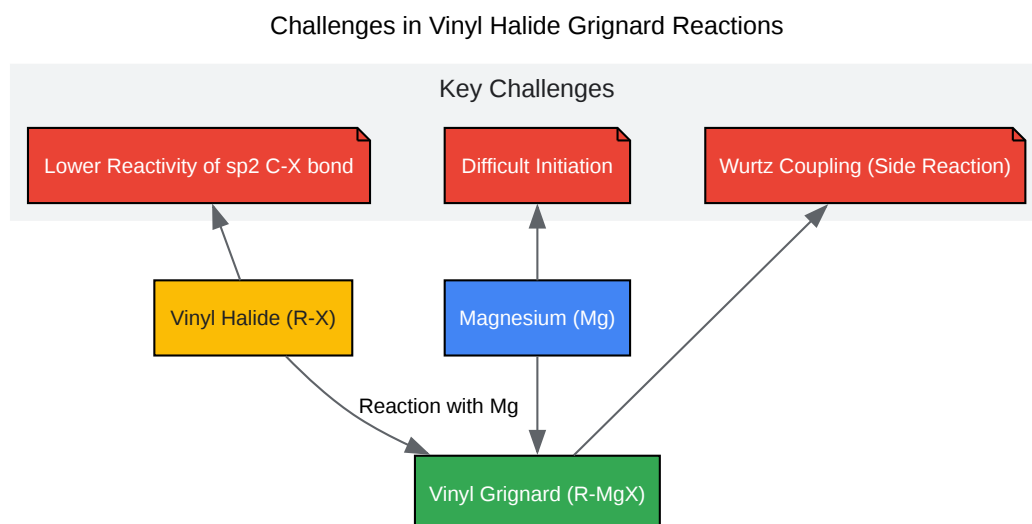 Challenges in Vinyl Halide Grignard Reactions
Key Challenges
Lower Reactivity of sp2 C-X bond
Difficult Initiation
Wurtz Coupling (Side Reaction)
Vinyl Halide (R-X)
Magnesium (Mg)
Reaction with Mg
Vinyl Grignard (R-MgX)